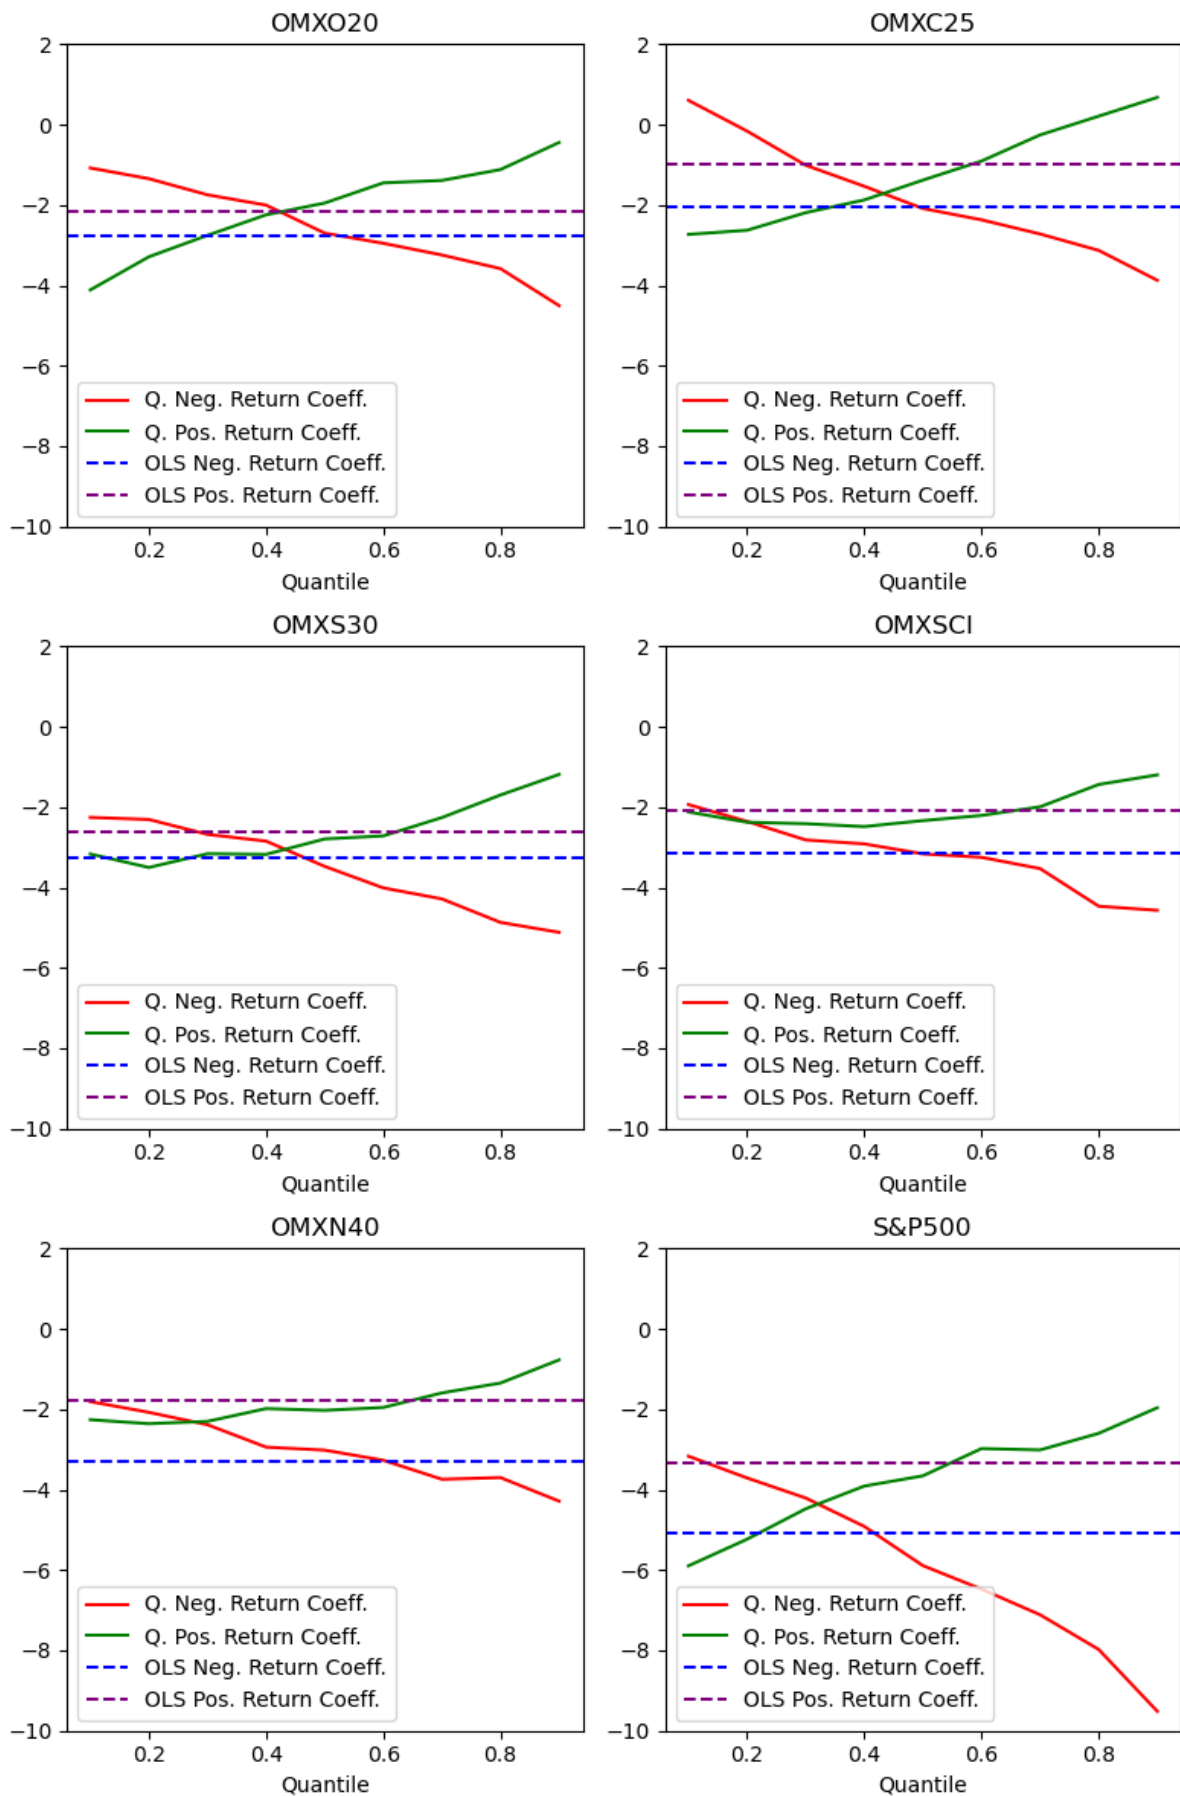 OMXO20
2
0
−2
−4
−6
−8
−10
Q. Neg. Return Coeff.
Q. Pos. Return Coeff.
OLS Neg. Return Coeff.
OLS Pos. Return Coeff.
0.2 0.4 0.6 0.8
Quantile
OMXC25
2
0
−2
−4
−6
−8
−10
Q. Neg. Return Coeff.
Q. Pos. Return Coeff.
OLS Neg. Return Coeff.
OLS Pos. Return Coeff.
0.2 0.4 0.6 0.8
Quantile
OMXS30
2
0
−2
−4
−6
−8
−10
Q. Neg. Return Coeff.
Q. Pos. Return Coeff.
OLS Neg. Return Coeff.
OLS Pos. Return Coeff.
0.2 0.4 0.6 0.8
Quantile
OMXSCI
2
0
−2
−4
−6
−8
−10
Q. Neg. Return Coeff.
Q. Pos. Return Coeff.
OLS Neg. Return Coeff.
OLS Pos. Return Coeff.
0.2 0.4 0.6 0.8
Quantile
OMXN40
2
0
−2
−4
−6
−8
−10
Q. Neg. Return Coeff.
Q. Pos. Return Coeff.
OLS Neg. Return Coeff.
OLS Pos. Return Coeff.
0.2 0.4 0.6 0.8
Quantile
S&P500
2
0
−2
−4
−6
−8
−10
Q. Neg. Return Coeff.
Q. Pos. Return Coeff.
OLS Neg. Return Coeff.
OLS Pos. Return Coeff.
0.2 0.4 0.6 0.8
Quantile